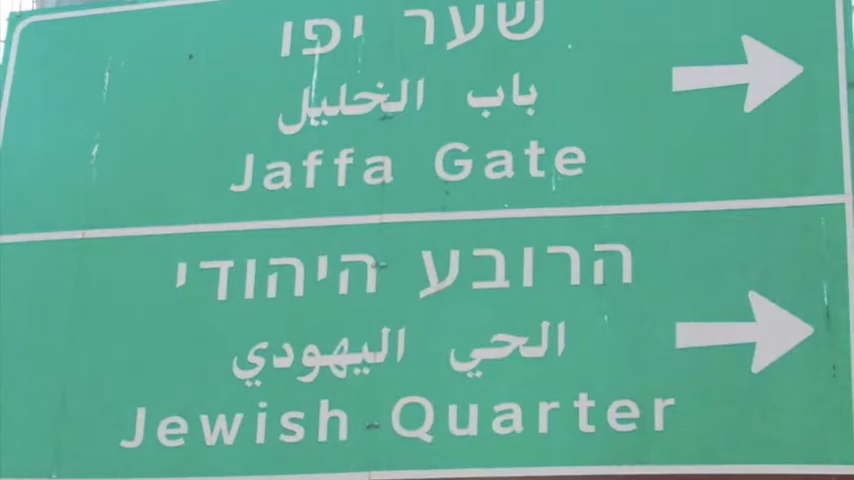 שער יפו
باب الخليل
Jaffa Gate
הרובע היהודי
الحي اليهودي
Jewish Quarter